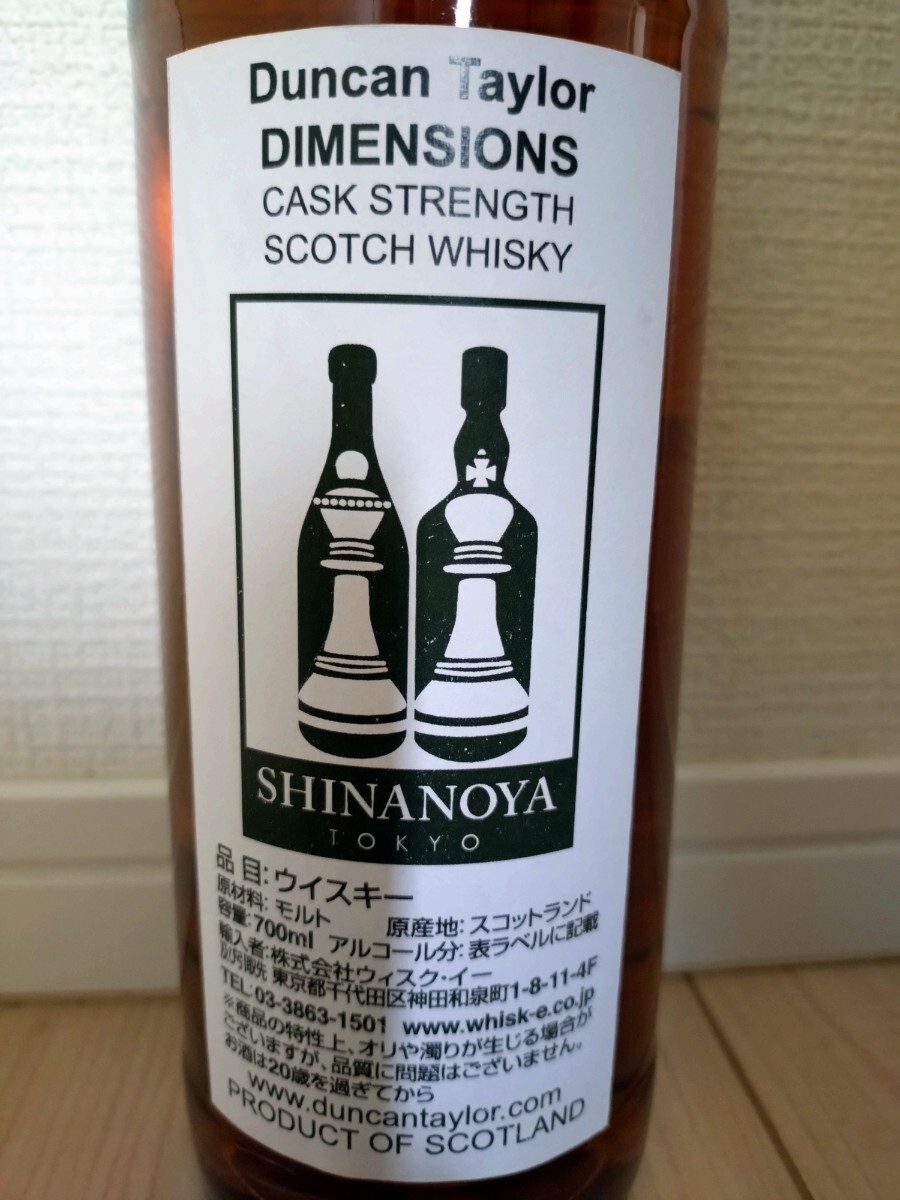 Duncan Taylor
DIMENSIONS
CASK STRENGTH
SCOTCH WHISKY
SHINANOYA
TOKYO
品目:ウイスキー
原材料:モルト 原産地:スコットランド
容量:700ml アルコール分:表ラベルに記載
輸入者:株式会社ウィスク・イー
及び引取先 東京都千代田区神田和泉町1-8-11-4F
TEL:03-3863-1501 www.whisk-e.co.jp
※商品の特性上、オリや濁りが生じる場合が
ございますが、品質に問題はございません。
お酒は20歳を過ぎてから
www.duncantaylor.com
PRODUCT OF SCOTLAND